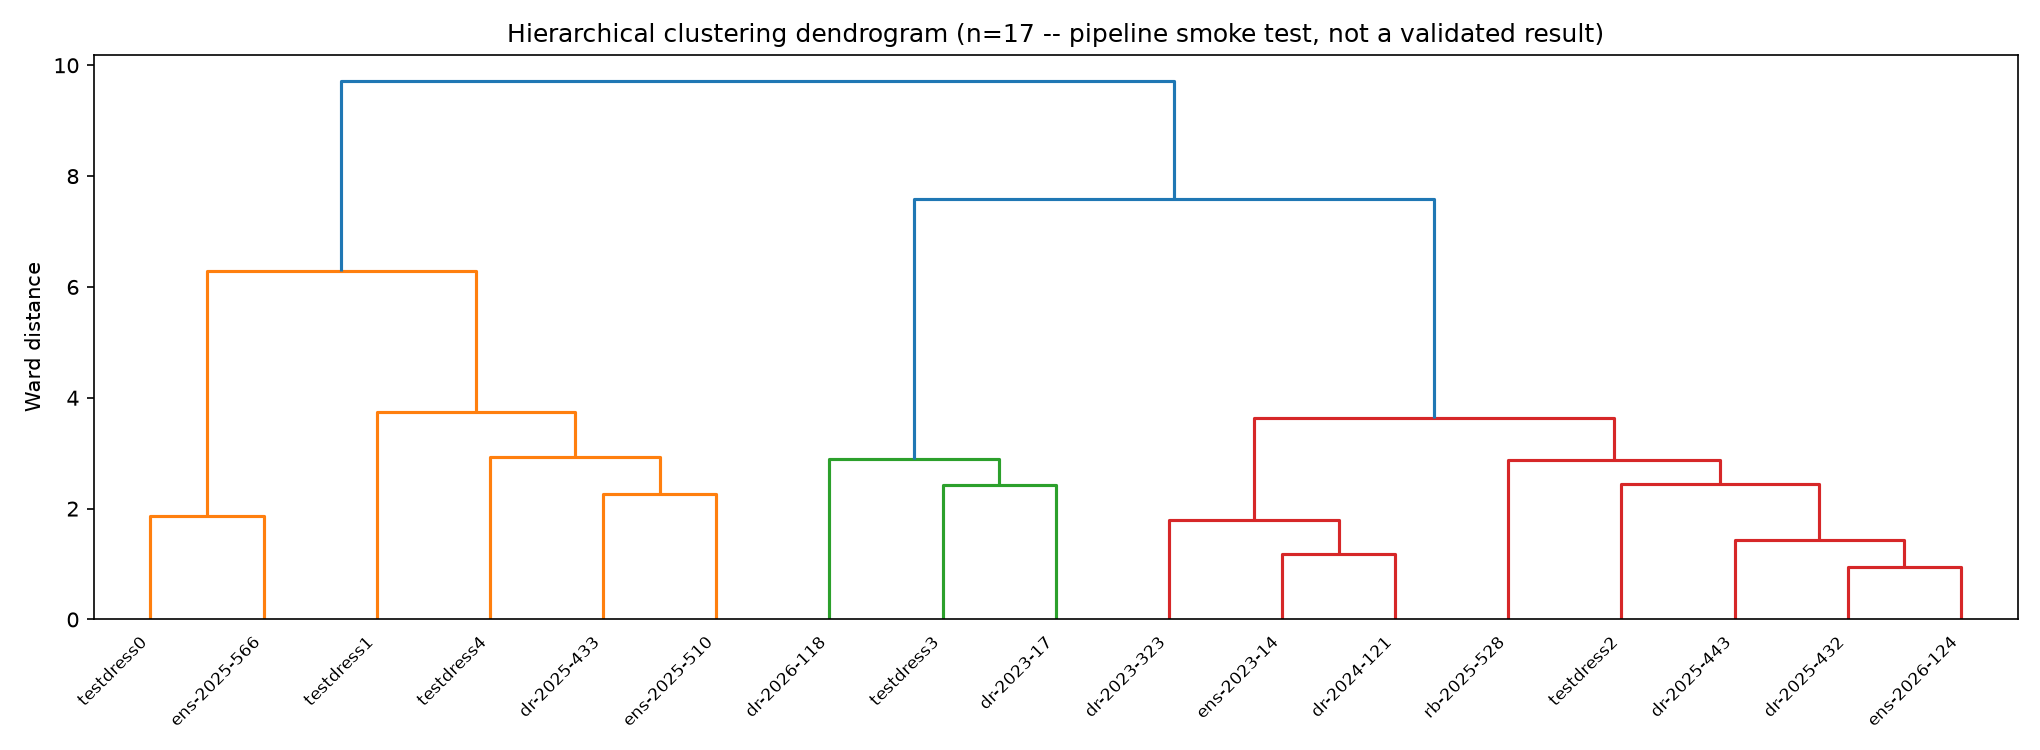 Hierarchical clustering dendrogram (n=17 -- pipeline smoke test, not a validated result)
Ward distance
10
8
6
4
2
0
testdress0
ens-2025-566
testdress1
testdress4
dr-2025-433
ens-2025-510
dr-2026-118
testdress3
dr-2023-17
dr-2023-323
ens-2023-14
dr-2024-121
rb-2025-528
testdress2
dr-2025-443
dr-2025-432
ens-2026-124